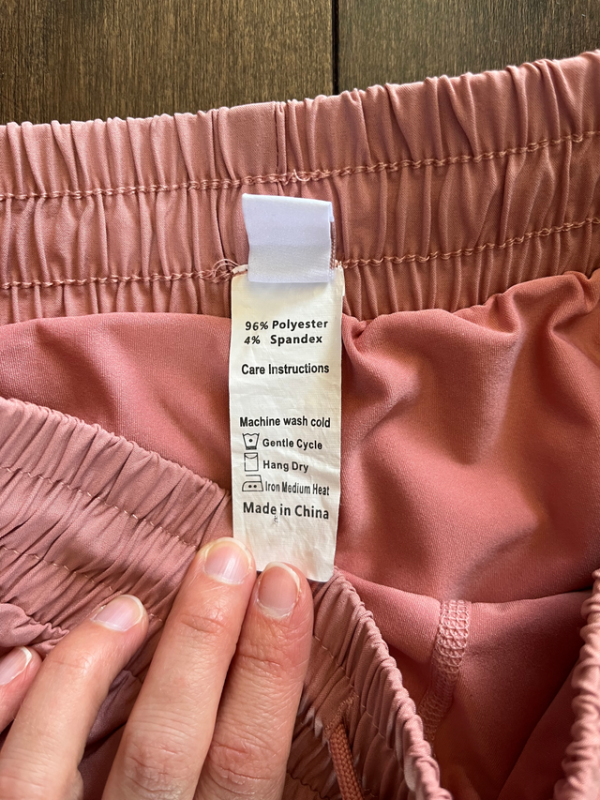 96% Polyester
4% Spandex
Care Instructions
Machine wash cold
Gentle Cycle
Hang Dry
Iron Medium Heat
Made in China